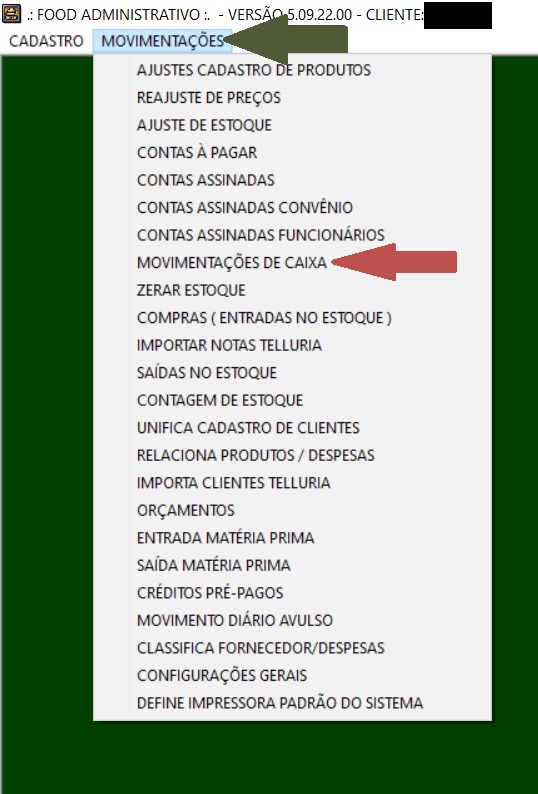 .: FOOD ADMINISTRATIVO :. - VERSÃO 5.09.22.00 - CLIENTE:
CADASTRO MOVIMENTAÇÕES
AJUSTES CADASTRO DE PRODUTOS
REAJUSTE DE PREÇOS
AJUSTE DE ESTOQUE
CONTAS À PAGAR
CONTAS ASSINADAS
CONTAS ASSINADAS CONVÊNIO
CONTAS ASSINADAS FUNCIONÁRIOS
MOVIMENTAÇÕES DE CAIXA
ZERAR ESTOQUE
COMPRAS ( ENTRADAS NO ESTOQUE )
IMPORTAR NOTAS TELLURIA
SAÍDAS NO ESTOQUE
CONTAGEM DE ESTOQUE
UNIFICA CADASTRO DE CLIENTES
RELACIONA PRODUTOS / DESPESAS
IMPORTA CLIENTES TELLURIA
ORÇAMENTOS
ENTRADA MATÉRIA PRIMA
SAÍDA MATÉRIA PRIMA
CRÉDITOS PRÉ-PAGOS
MOVIMENTO DIÁRIO AVULSO
CLASSIFICA FORNECEDOR/DESPESAS
CONFIGURAÇÕES GERAIS
DEFINE IMPRESSORA PADRÃO DO SISTEMA